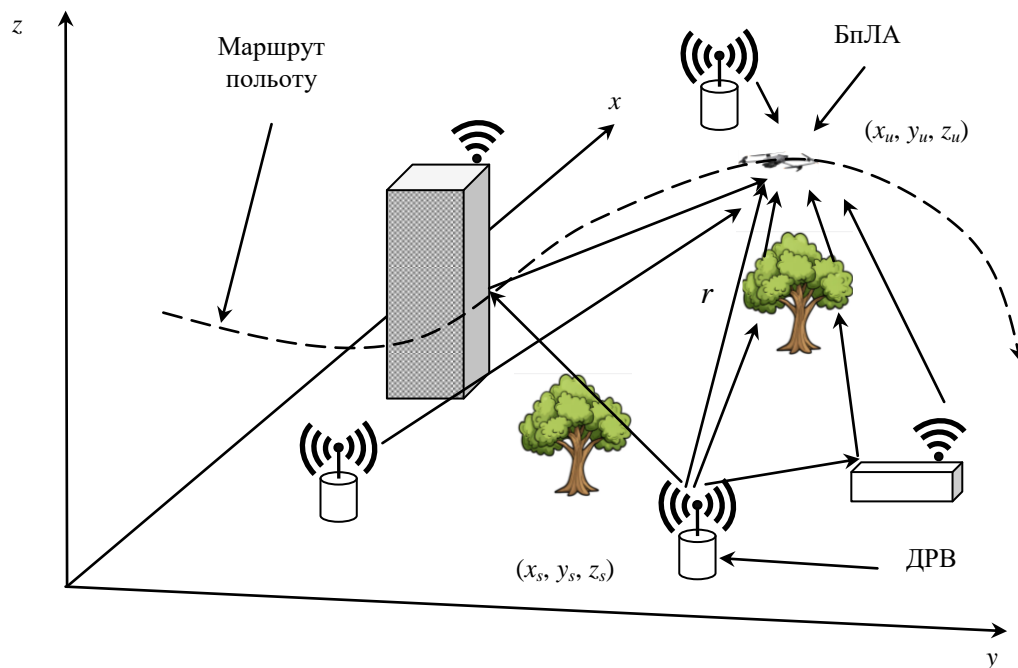 z
Маршрут
польоту
БпЛА
x
(xu, yu, zu)
r
(xs, ys, zs)
ДРВ
y